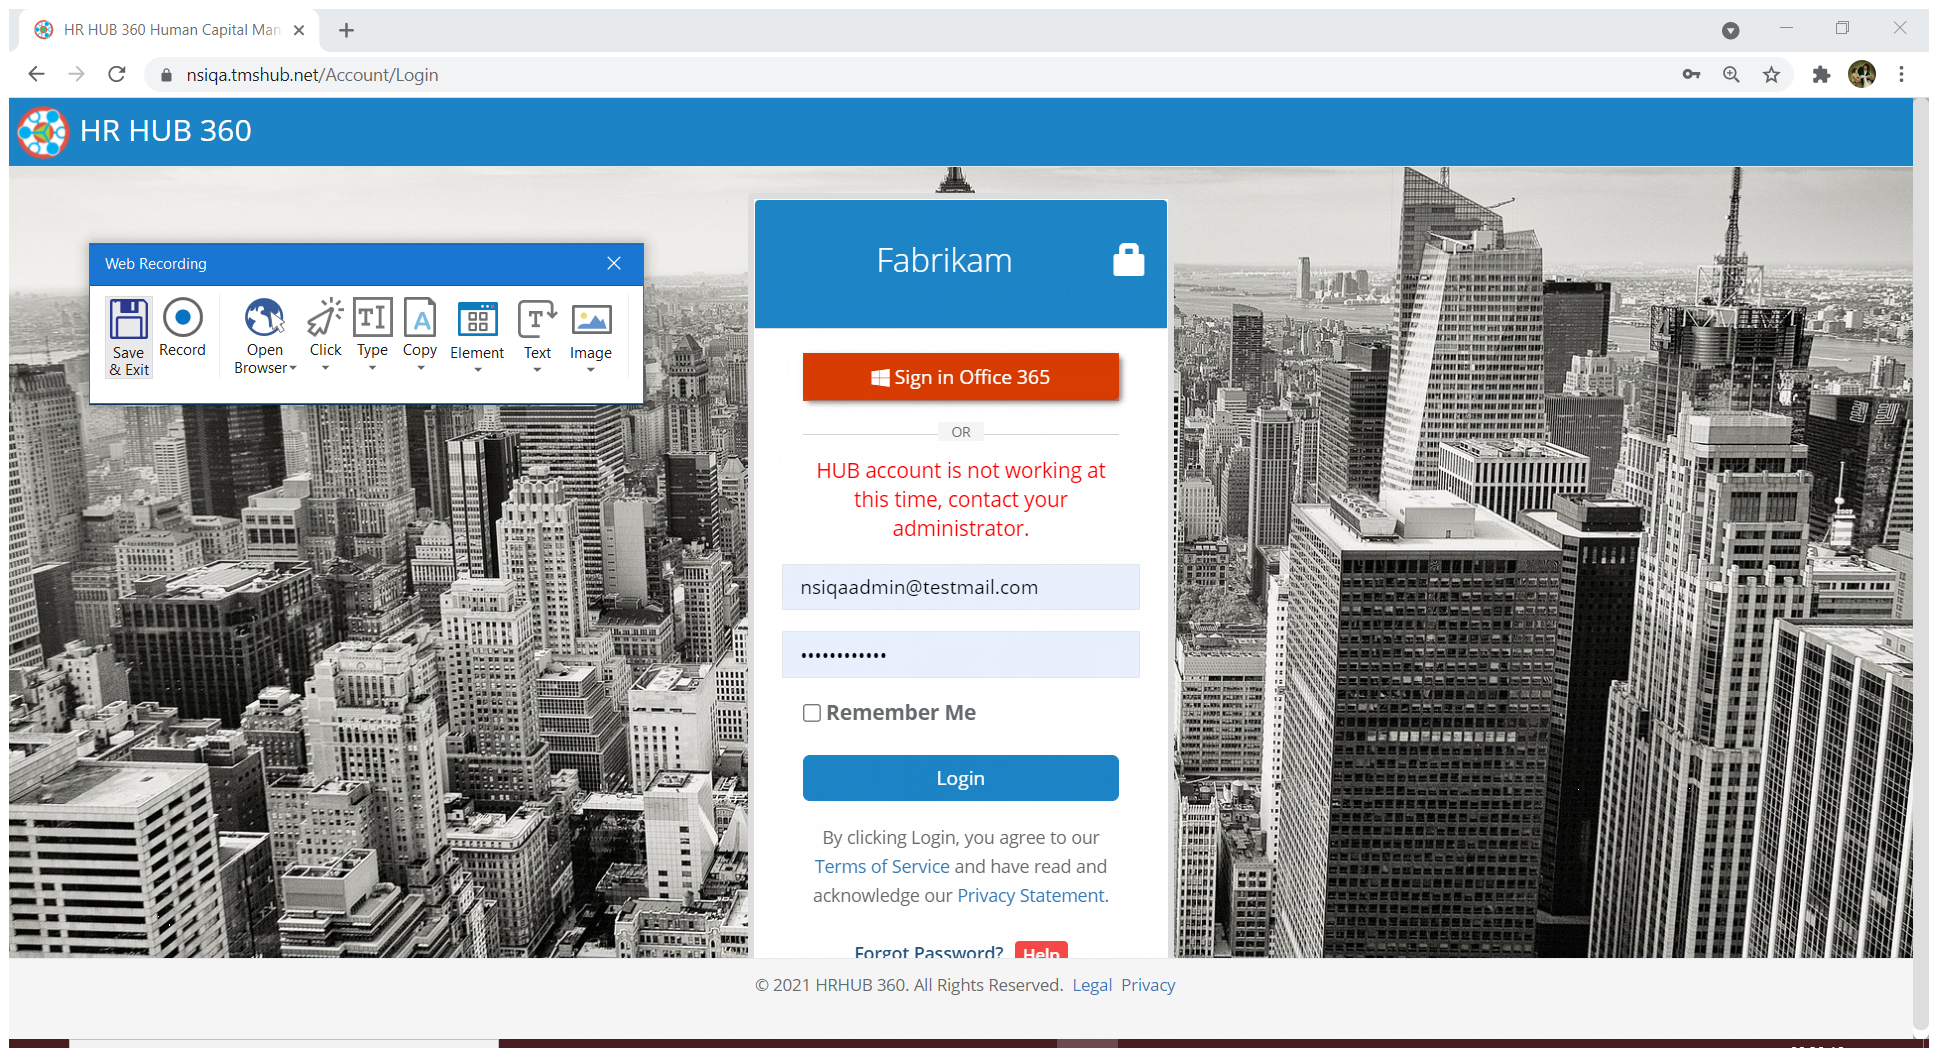 HR HUB 360 Human Capital Man
nsiqa.tmshub.net/Account/Login
HR HUB 360
Web Recording
Save & Exit
Record
Open Browser
Click
Type
Copy
Element
Text
Image
Fabrikam
Sign in Office 365
OR
HUB account is not working at
this time, contact your
administrator.
nsiqaadmin@testmail.com
••••••••••••
Remember Me
Login
By clicking Login, you agree to our
Terms of Service and have read and
acknowledge our Privacy Statement.
Forgot Password? Help
© 2021 HRHUB 360. All Rights Reserved. Legal Privacy